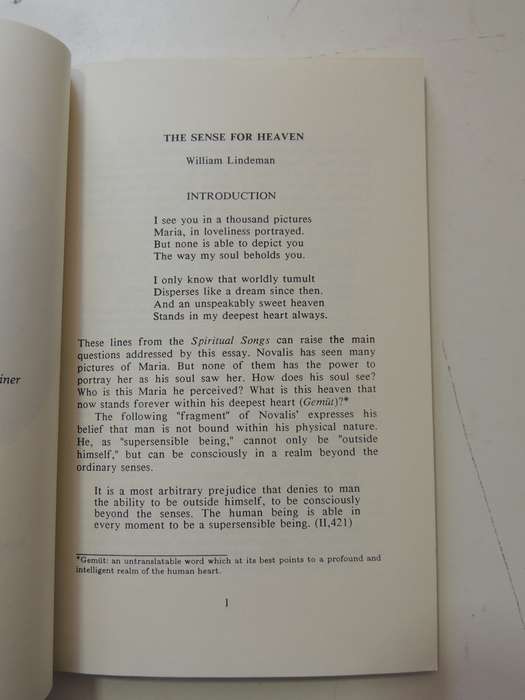 THE SENSE FOR HEAVEN
William Lindeman
INTRODUCTION
I see you in a thousand pictures
Maria, in loveliness portrayed.
But none is able to depict you
The way my soul beholds you.
I only know that worldly tumult
Disperses like a dream since then.
And an unspeakably sweet heaven
Stands in my deepest heart always.
These lines from the Spiritual Songs can raise the main
questions addressed by this essay. Novalis has seen many
pictures of Maria. But none of them has the power to
portray her as his soul saw her. How does his soul see?
Who is this Maria he perceived? What is this heaven that
now stands forever within his deepest heart (Gemüt)?*
The following "fragment" of Novalis' expresses his
belief that man is not bound within his physical nature.
He, as "supersensible being," cannot only be "outside
himself," but can be consciously in a realm beyond the
ordinary senses.
It is a most arbitrary prejudice that denies to man
the ability to be outside himself, to be consciously
beyond the senses. The human being is able in
every moment to be a supersensible being. (II,421)
*Gemüt: an untranslatable word which at its best points to a profound and
intelligent realm of the human heart.
1
iner